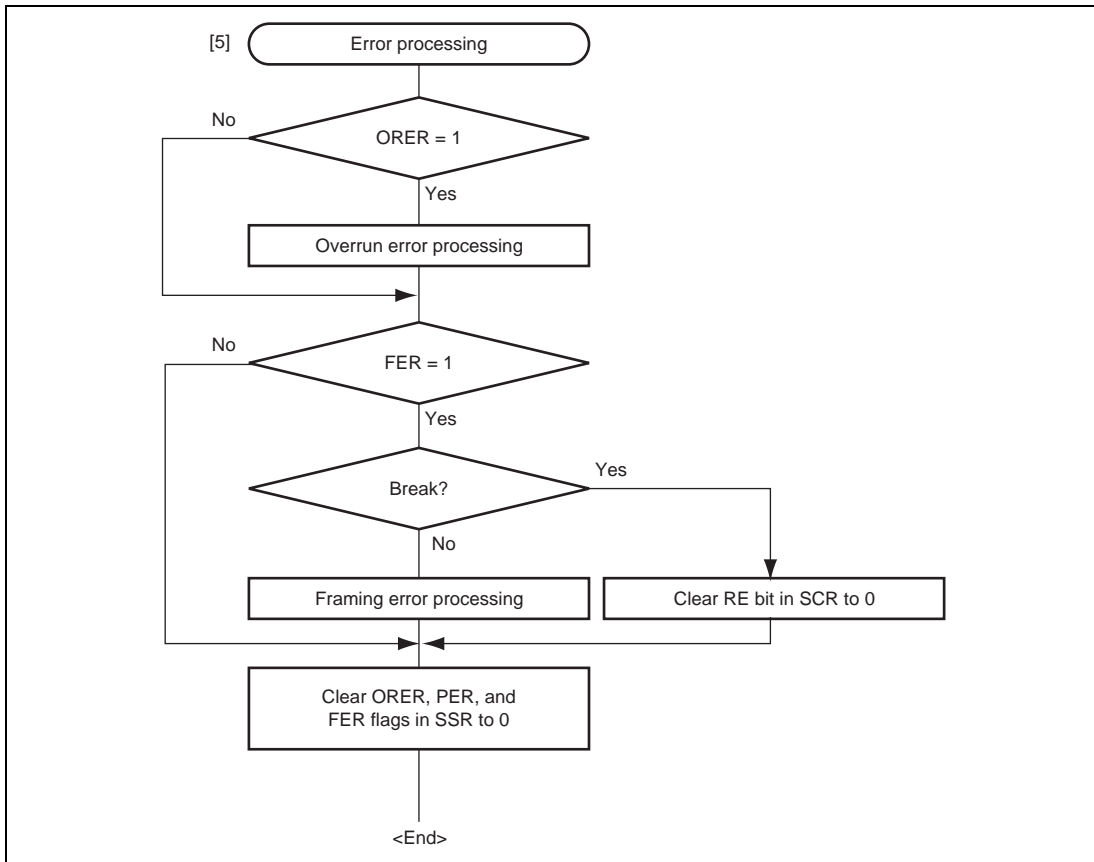 [5] Error processing
No
ORER = 1
Yes
Overrun error processing
No
FER = 1
Yes
Yes
Break?
No
Framing error processing
Clear RE bit in SCR to 0
Clear ORER, PER, and
FER flags in SSR to 0
<End>